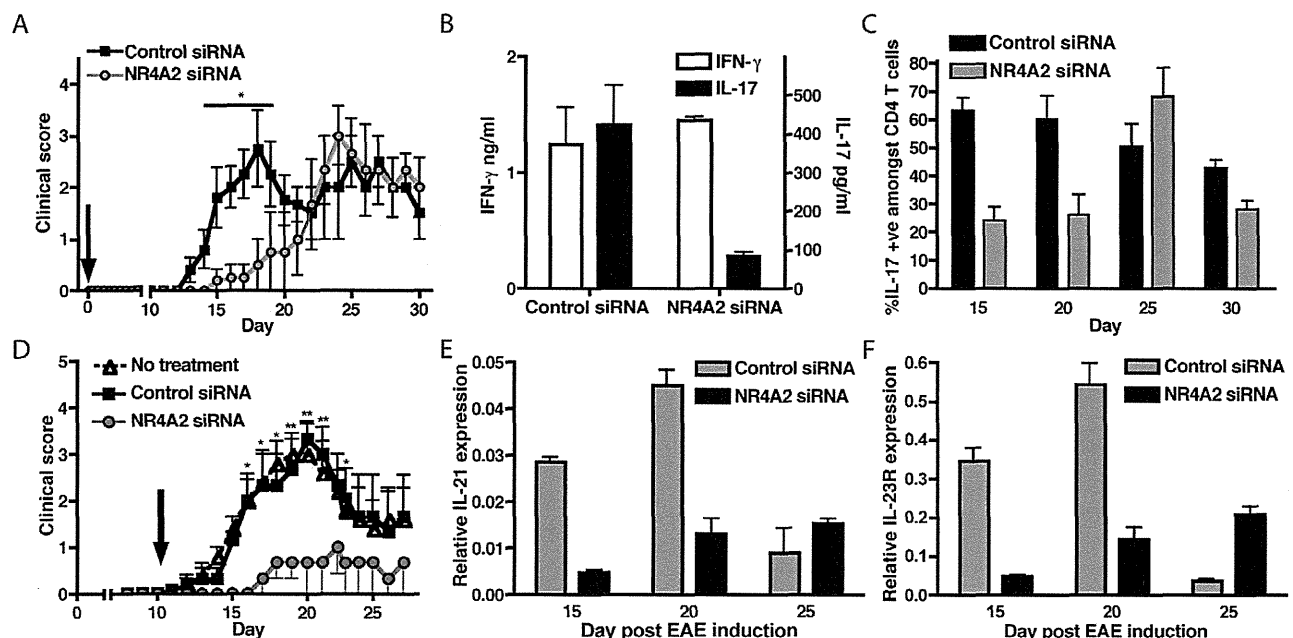 A
Control siRNA
NR4A2 siRNA
*
Clinical score
4
3
2
1
0
0
10
15
20
25
30
Day
B
IFN-γ
IL-17
IFN-γ ng/ml
2
1
0
500
400
300
200
100
0
IL-17 pg/ml
Control siRNA
NR4A2 siRNA
C
Control siRNA
NR4A2 siRNA
%IL-17 +ve amongst CD4 T cells
80
70
60
50
40
30
20
10
0
15
20
25
30
Day
D
No treatment
Control siRNA
NR4A2 siRNA
Clinical score
5
4
3
2
1
0
* * * ** ** ** *
0
10
15
20
25
Day
E
Control siRNA
NR4A2 siRNA
Relative IL-21 expression
0.05
0.04
0.03
0.02
0.01
0.00
15
20
25
Day post EAE induction
F
Control siRNA
NR4A2 siRNA
Relative IL-23R expression
0.6
0.5
0.4
0.3
0.2
0.1
0.0
15
20
25
Day post EAE induction